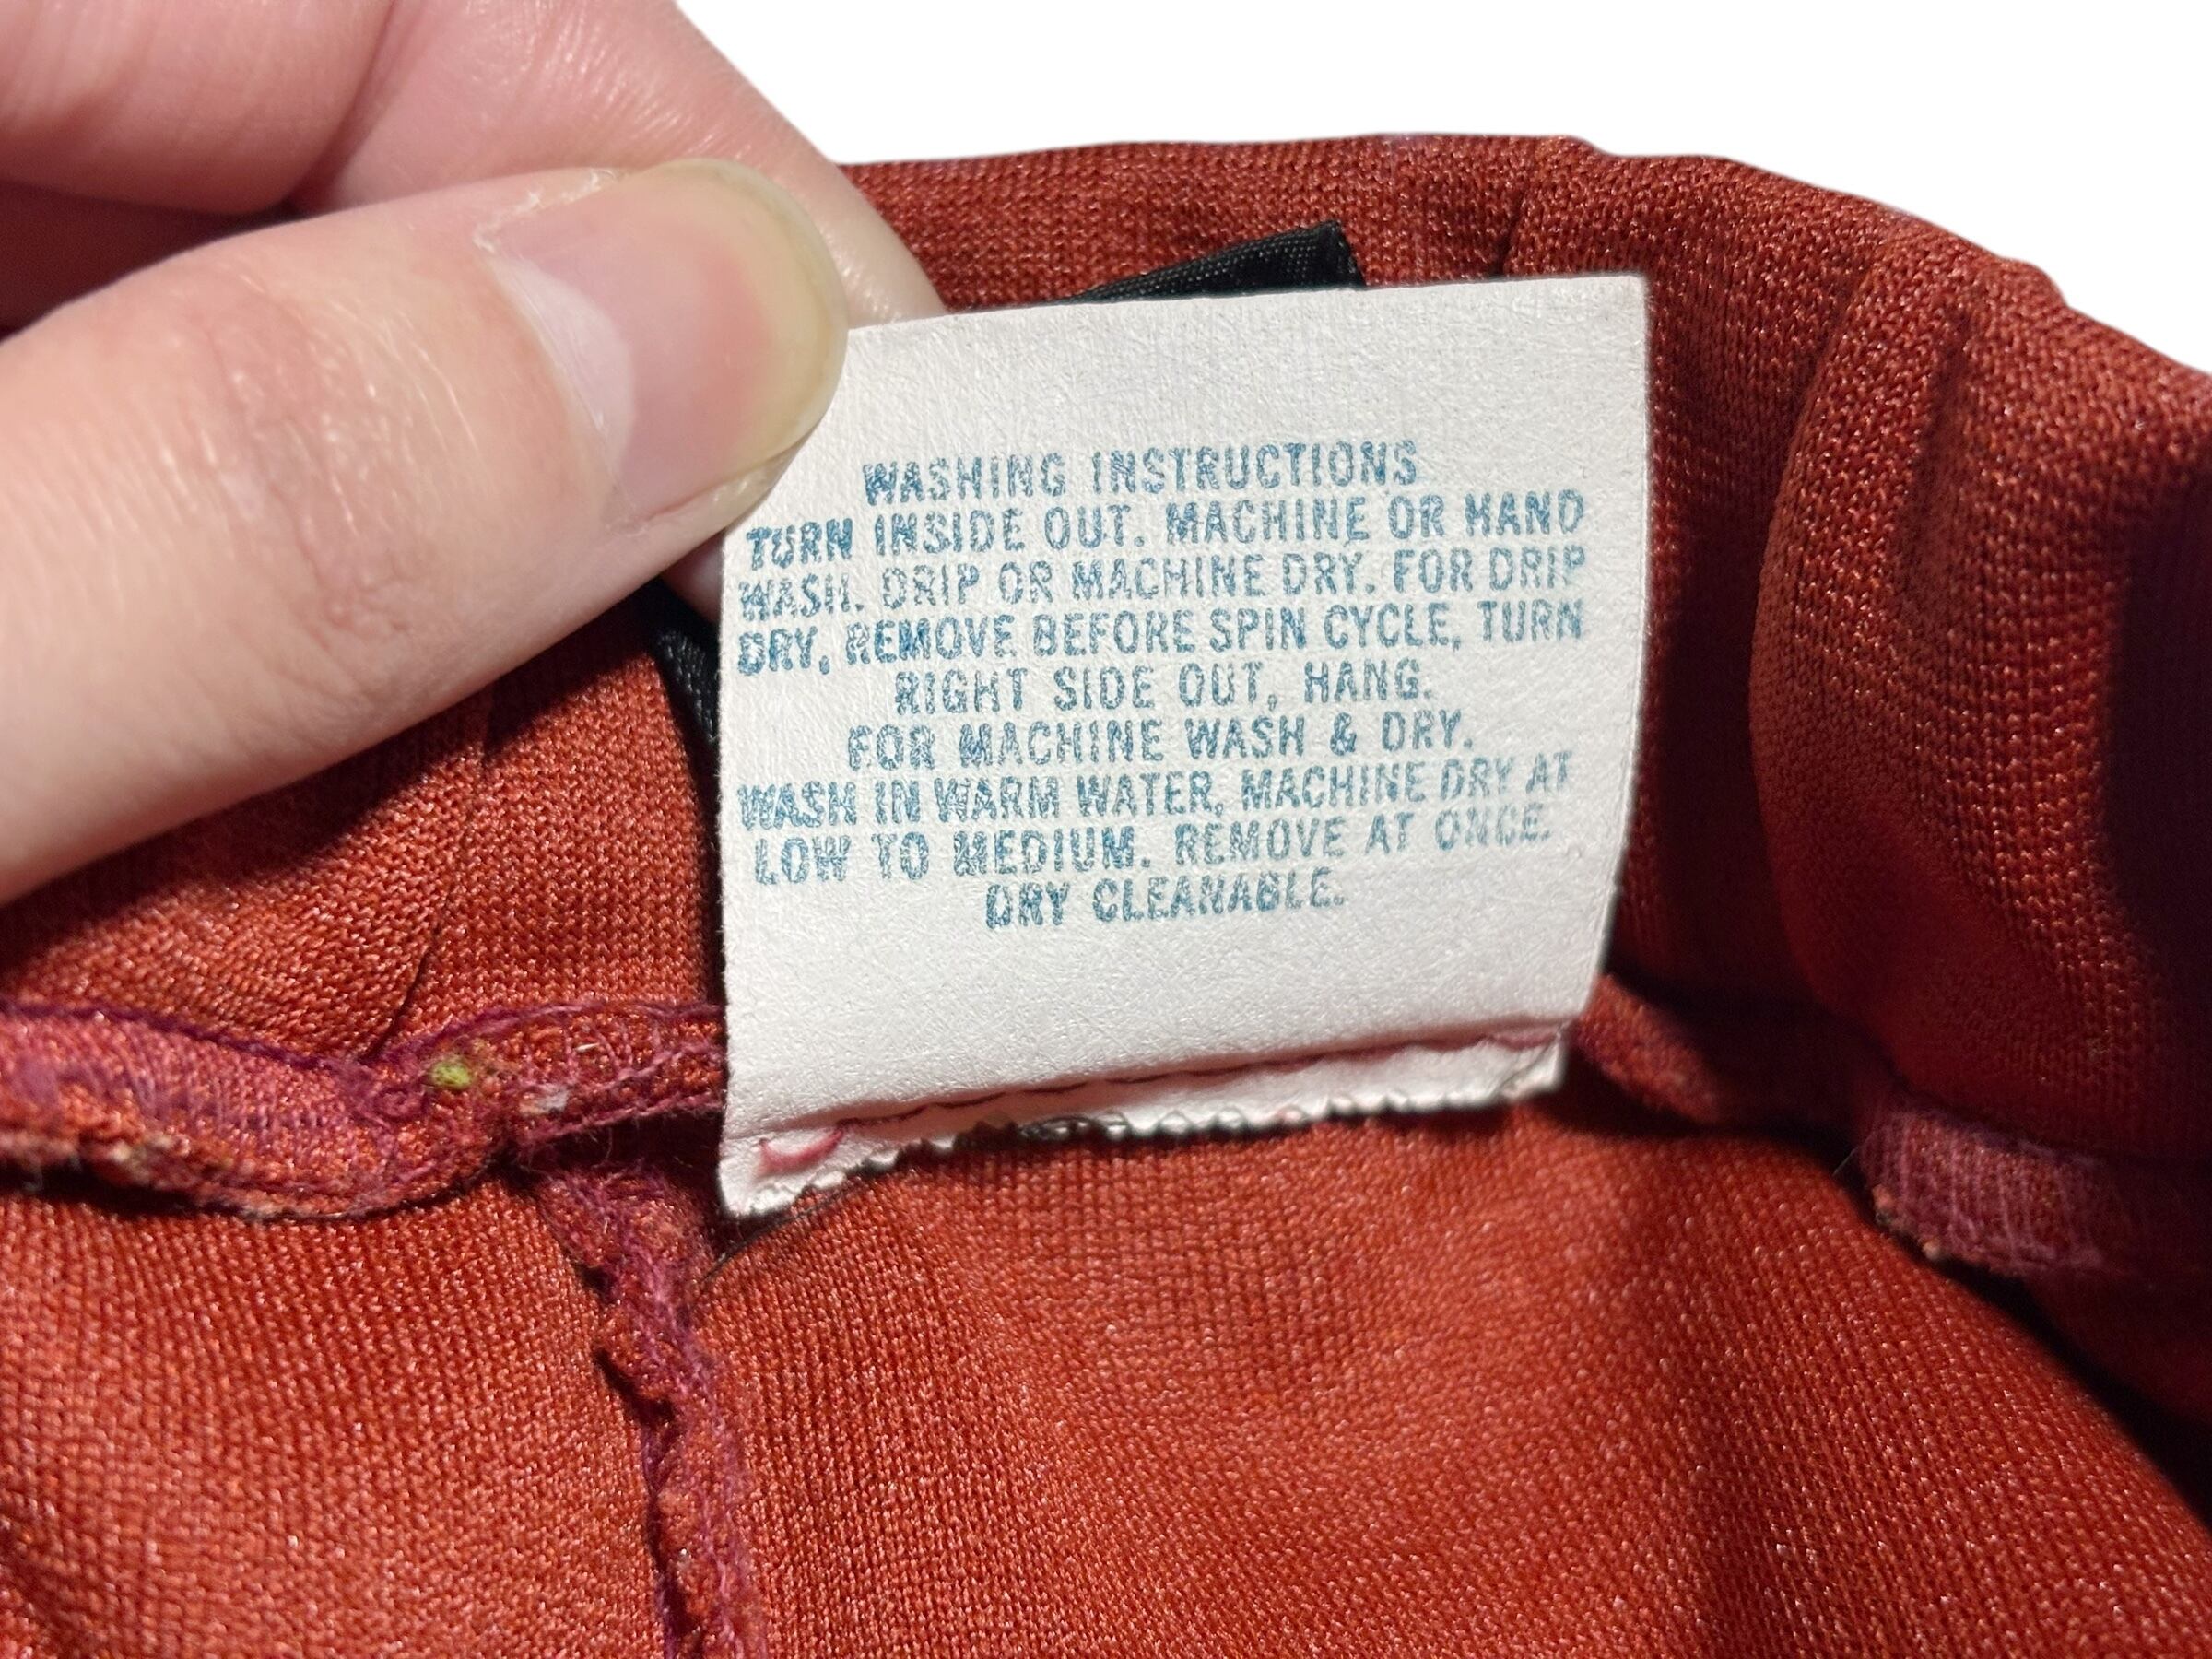 WASHING INSTRUCTIONS
TURN INSIDE OUT. MACHINE OR HAND
WASH. DRIP OR MACHINE DRY. FOR DRIP
DRY, REMOVE BEFORE SPIN CYCLE, TURN
RIGHT SIDE OUT, HANG.
FOR MACHINE WASH & DRY.
WASH IN WARM WATER, MACHINE DRY AT
LOW TO MEDIUM. REMOVE AT ONCE.
DRY CLEANABLE.